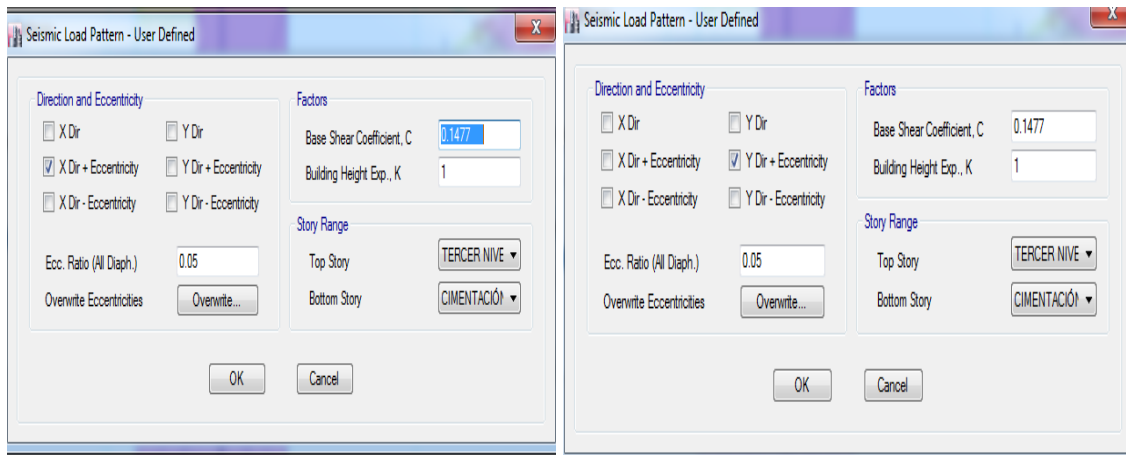 Seismic Load Pattern - User Defined
X
Direction and Eccentricity
X Dir
Y Dir
X Dir + Eccentricity
Y Dir + Eccentricity
X Dir - Eccentricity
Y Dir - Eccentricity
Ecc. Ratio (All Diaph.)
0.05
Overwrite Eccentricities
Overwrite...
Factors
Base Shear Coefficient, C
0.1477
Building Height Exp., K
1
Story Range
Top Story
TERCER NIVE
Bottom Story
CIMENTACIÓN
OK
Cancel
Seismic Load Pattern - User Defined
X
Direction and Eccentricity
X Dir
Y Dir
X Dir + Eccentricity
Y Dir + Eccentricity
X Dir - Eccentricity
Y Dir - Eccentricity
Ecc. Ratio (All Diaph.)
0.05
Overwrite Eccentricities
Overwrite...
Factors
Base Shear Coefficient, C
0.1477
Building Height Exp., K
1
Story Range
Top Story
TERCER NIVE
Bottom Story
CIMENTACIÓN
OK
Cancel